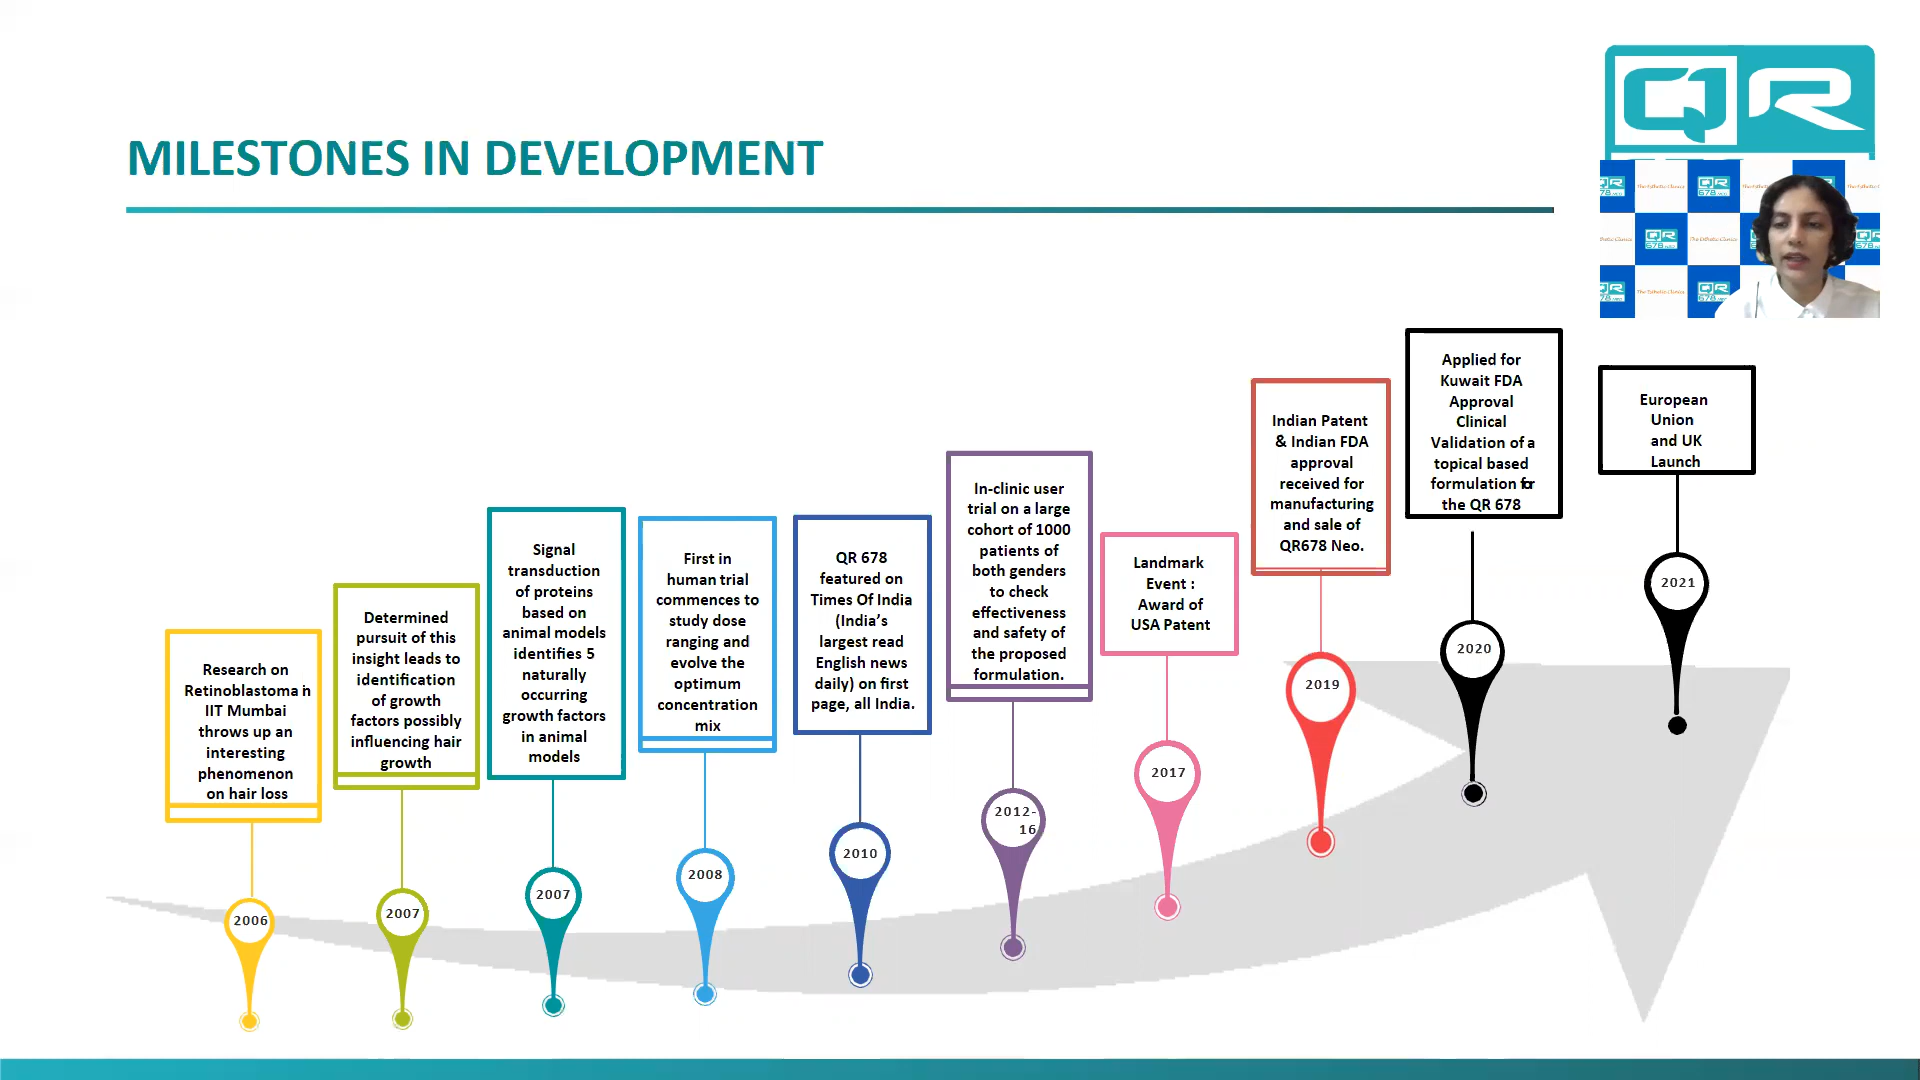 MILESTONES IN DEVELOPMENT
QR
Research on
Retinoblastoma in
IIT Mumbai
throws up an
interesting
phenomenon
on hair loss
2006
Determined
pursuit of this
insight leads to
identification
of growth
factors possibly
influencing hair
growth
2007
Signal
transduction
of proteins
based on
animal models
identifies 5
naturally
occurring
growth factors
in animal
models
2007
First in
human trial
commences to
study dose
ranging and
evolve the
optimum
concentration
mix
2008
QR 678
featured on
Times Of India
(India's
largest read
English news
daily) on first
page, all India.
2010
In-clinic user
trial on a large
cohort of 1000
patients of
both genders
to check
effectiveness
and safety of
the proposed
formulation.
2012-
16
Landmark
Event :
Award of
USA Patent
2017
Indian Patent
& Indian FDA
approval
received for
manufacturing
and sale of
QR678 Neo.
2019
Applied for
Kuwait FDA
Approval
Clinical
Validation of a
topical based
formulation for
the QR 678
2020
European
Union
and UK
Launch
2021